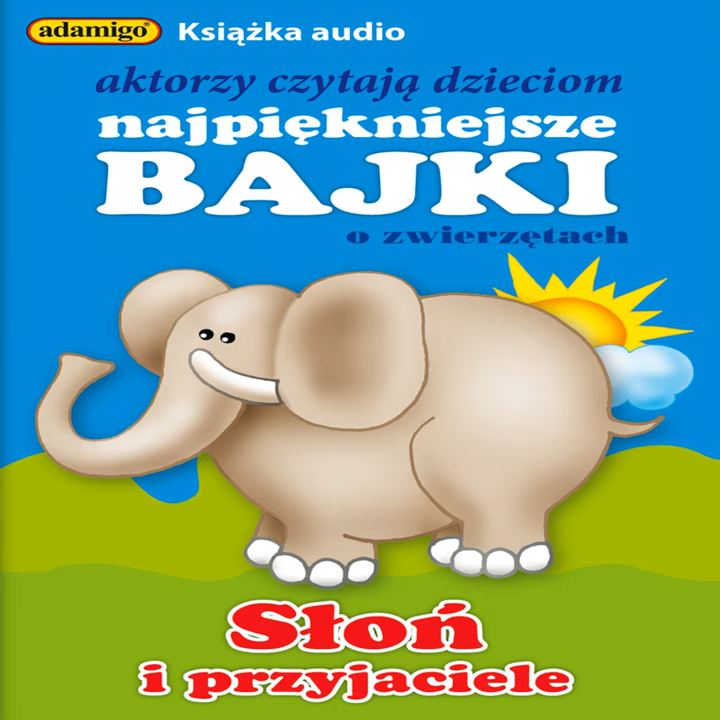 adamigo® Książka audio
aktorzy czytają dzieciom
najpiękniejsze
BAJKI
o zwierzętach
Słoń
i przyjaciele